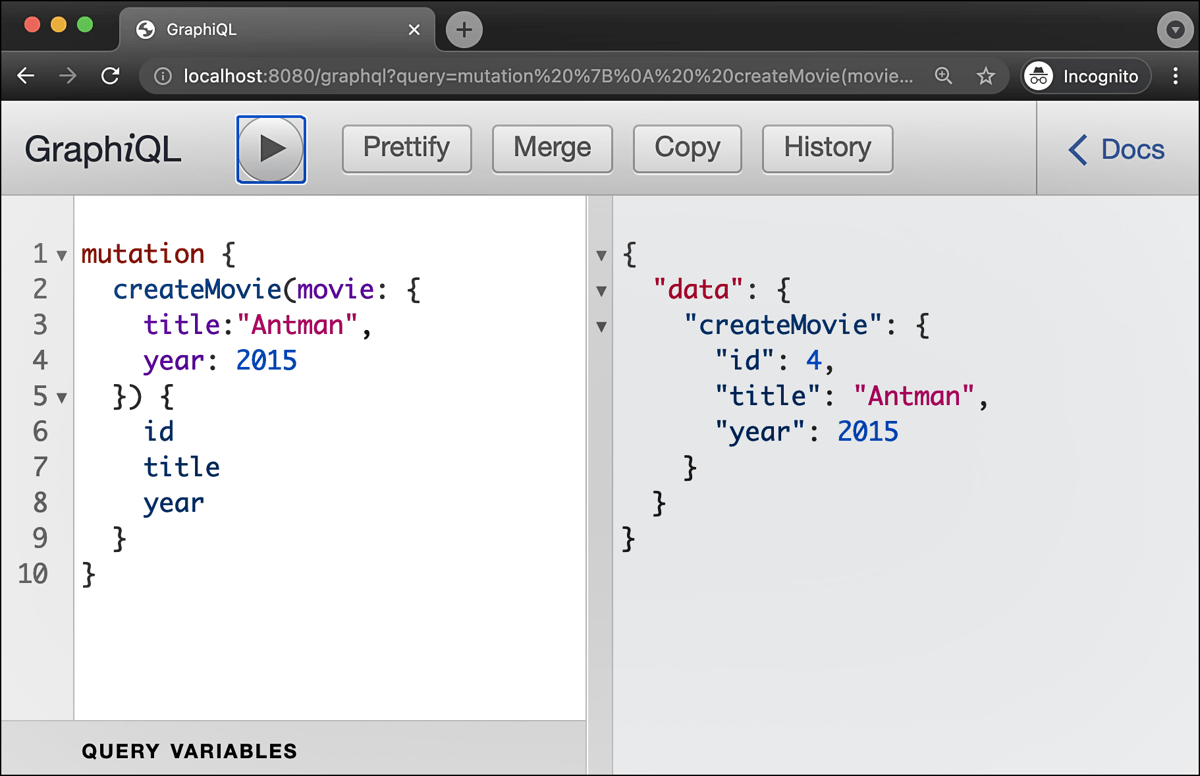 GraphiQL
localhost:8080/graphql?query=mutation%20%7B%0A%20%20createMovie(movie...
Incognito
GraphiQL
Prettify
Merge
Copy
History
Docs
1 mutation {
2 createMovie(movie: {
3 title:"Antman",
4 year: 2015
5 }) {
6 id
7 title
8 year
9 }
10 }
{
"data": {
"createMovie": {
"id": 4,
"title": "Antman",
"year": 2015
}
}
}
QUERY VARIABLES